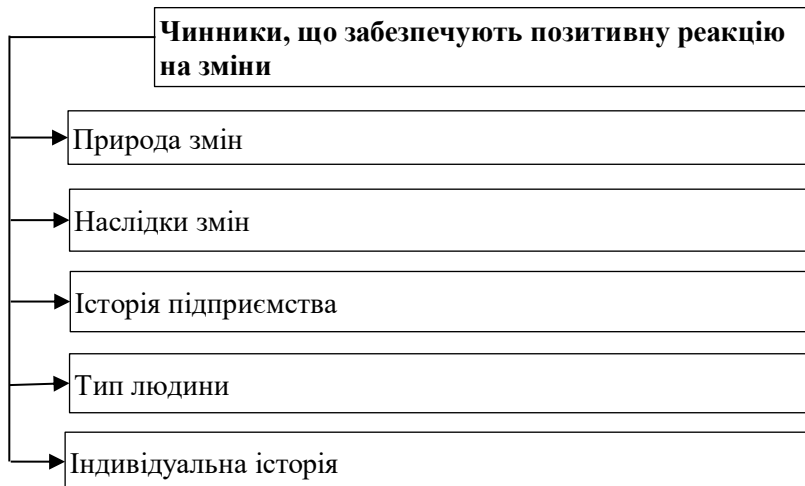 Чинники, що забезпечують позитивну реакцію
на зміни
Природа змін
Наслідки змін
Історія підприємства
Тип людини
Індивідуальна історія